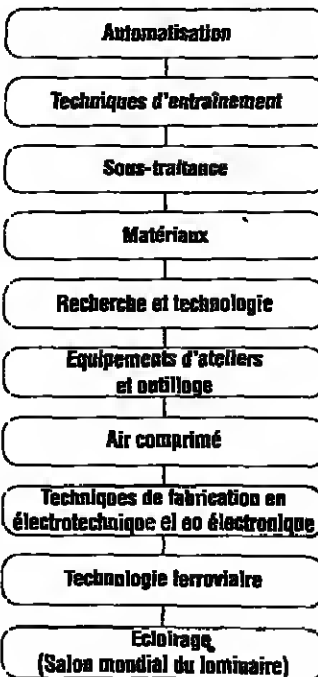 Automatisation
Techniques d'entraînement
Sous-traitance
Matériaux
Recherche et technologie
Equipements d'ateliers
et outillage
Air comprimé
Techniques de fabrication en
électrotechnique et en électronique
Technologie ferroviaire
Eclairage
(Salon mondial du luminaire)